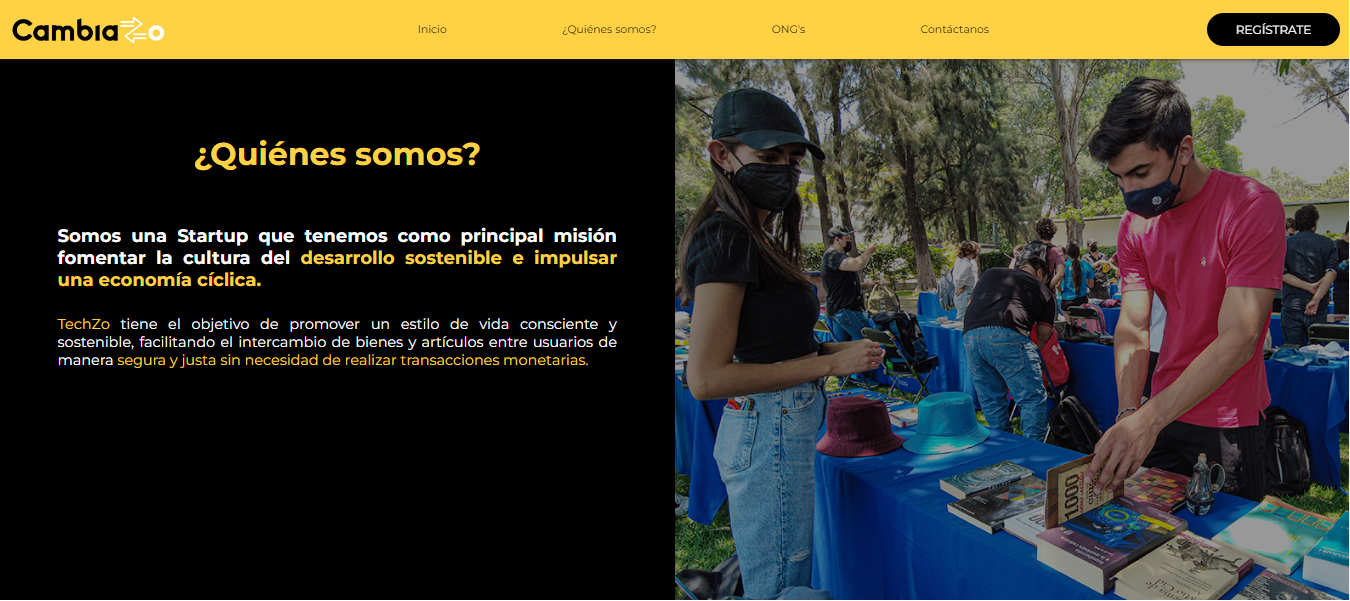 CambiaZo
Inicio
¿Quiénes somos?
ONG's
Contáctanos
REGÍSTRATE
¿Quiénes somos?
Somos una Startup que tenemos como principal misión
fomentar la cultura del desarrollo sostenible e impulsar
una economía cíclica.
TechZo tiene el objetivo de promover un estilo de vida consciente y
sostenible, facilitando el intercambio de bienes y artículos entre usuarios de
manera segura y justa sin necesidad de realizar transacciones monetarias.
1.000